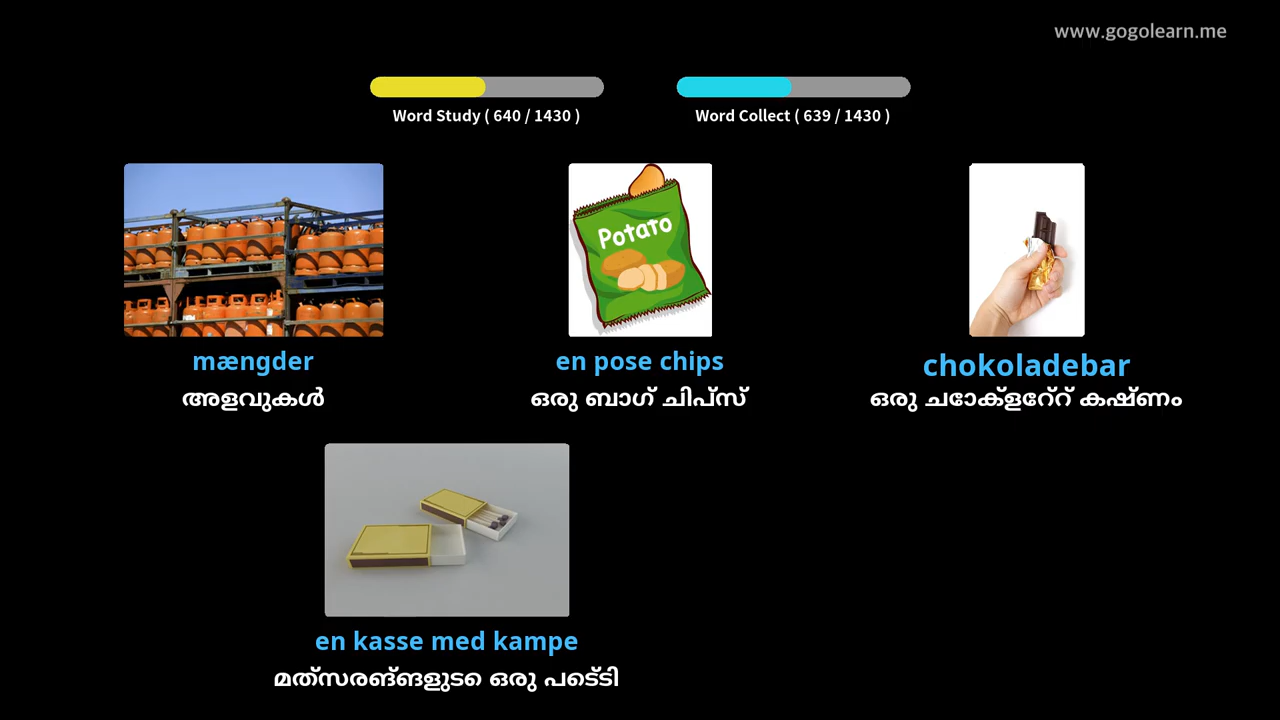 www.gogolearn.me
Word Study ( 640 / 1430 )
Word Collect ( 639 / 1430 )
Potato
mængder
അളവുകൾ
en pose chips
ഒരു ബാഗ് ചിപ്സ്
chokoladebar
ഒരു ചോക്ളറേറ്റ് കഷ്ണം
en kasse med kampe
മത്സരങ്ങളുടെ ഒരു പെട്ടി